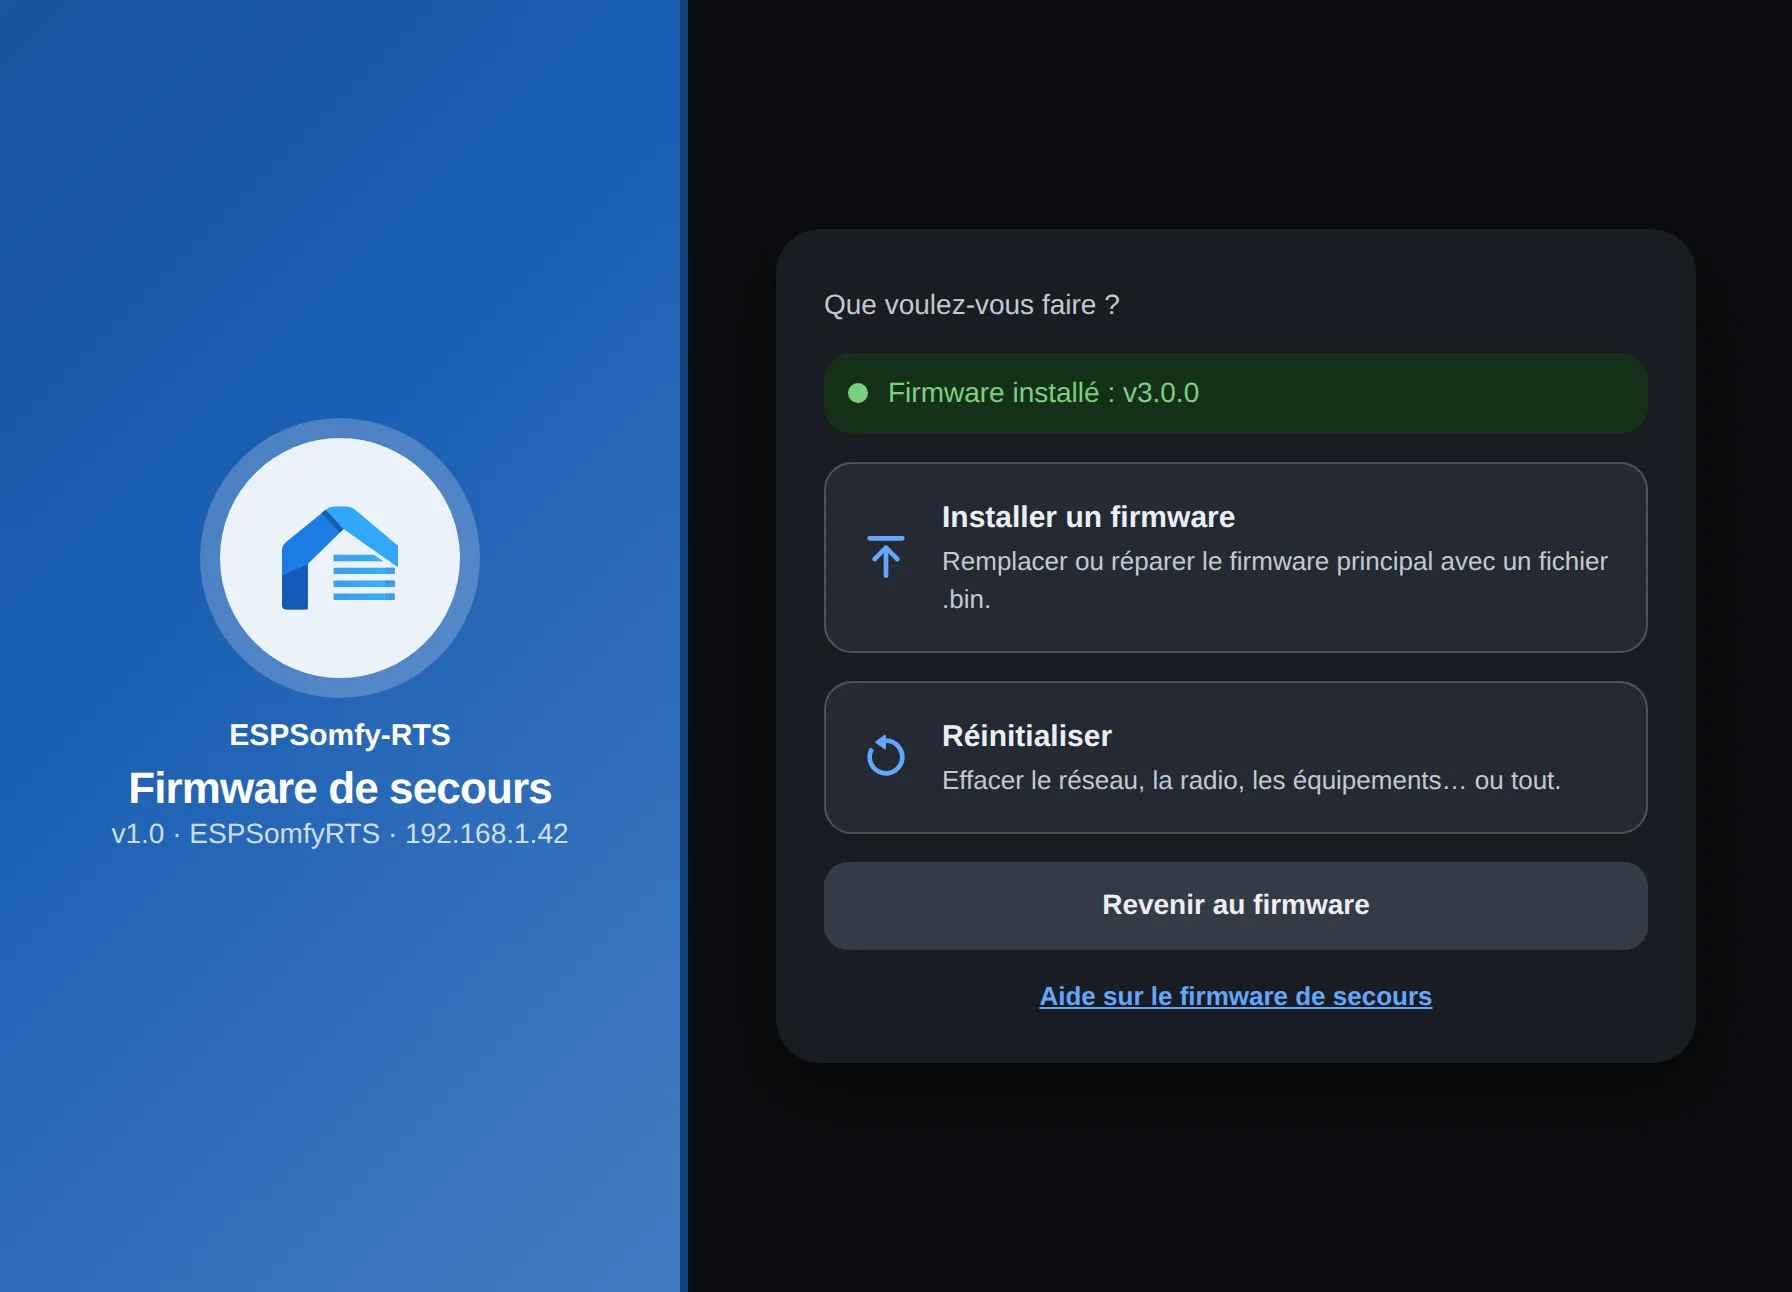 ESPSomfy-RTS
Firmware de secours
v1.0 · ESPSomfyRTS · 192.168.1.42
Que voulez-vous faire ?
Firmware installé : v3.0.0
Installer un firmware
Remplacer ou réparer le firmware principal avec un fichier
.bin.
Réinitialiser
Effacer le réseau, la radio, les équipements… ou tout.
Revenir au firmware
Aide sur le firmware de secours